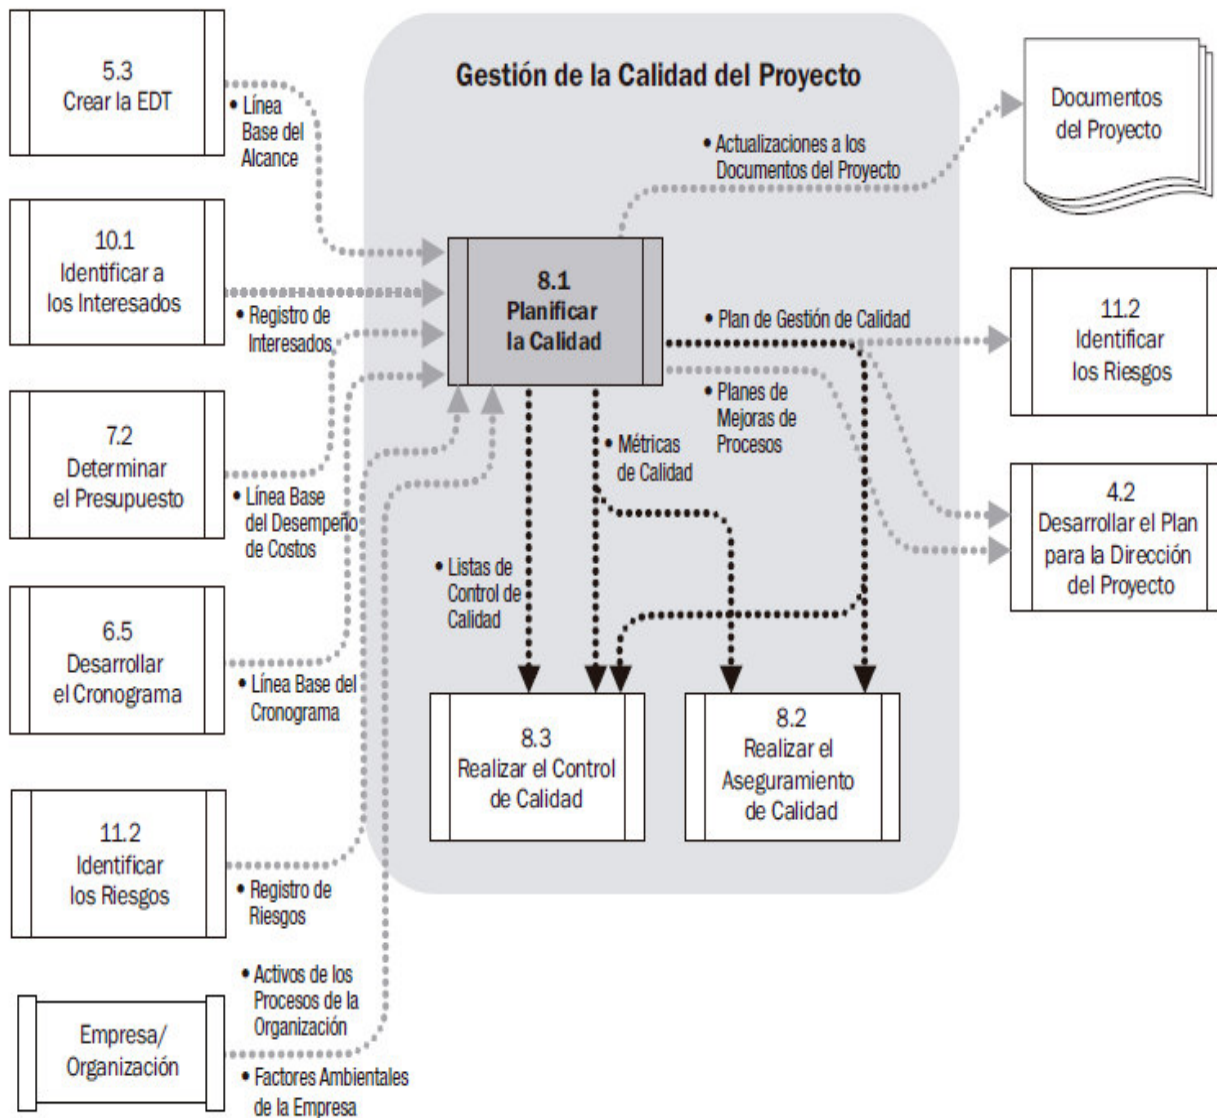 5.3
Crear la EDT
• Línea
Base del
Alcance
10.1
Identificar a
los Interesados
• Registro de
Interesados
7.2
Determinar
el Presupuesto
• Línea Base
del Desempeño
de Costos
6.5
Desarrollar
el Cronograma
• Línea Base del
Cronograma
11.2
Identificar
los Riesgos
• Registro de
Riesgos
Empresa/
Organización
• Activos de los
Procesos de la
Organización
• Factores Ambientales
de la Empresa
Gestión de la Calidad del Proyecto
• Actualizaciones a los
Documentos del Proyecto
8.1
Planificar
la Calidad
• Plan de Gestión de Calidad
• Planes de
Mejoras de
Procesos
• Métricas
de Calidad
• Listas de
Control de
Calidad
8.3
Realizar el Control
de Calidad
8.2
Realizar el
Aseguramiento
de Calidad
Documentos
del Proyecto
11.2
Identificar
los Riesgos
4.2
Desarrollar el Plan
para la Dirección
del Proyecto